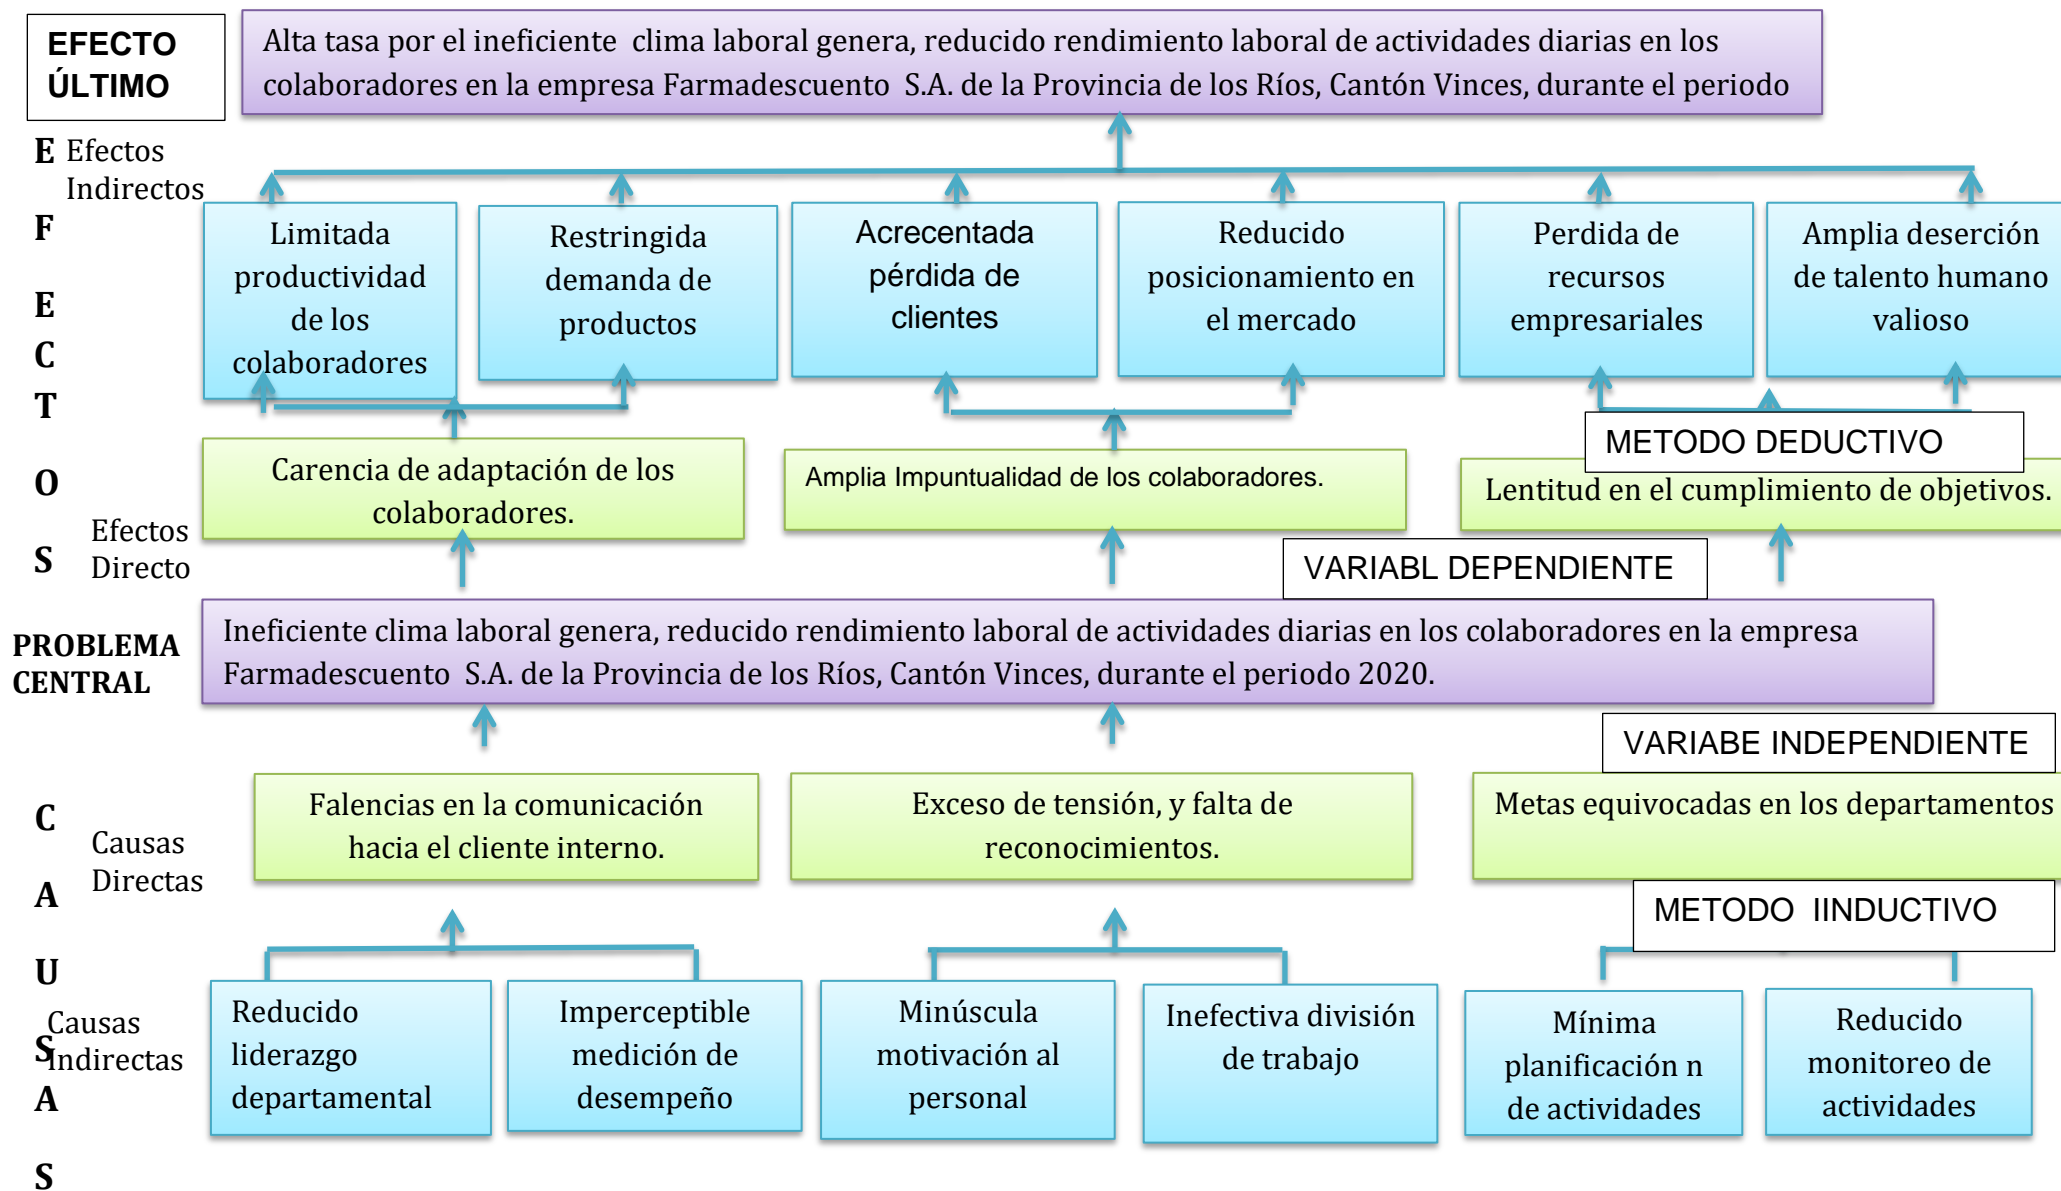 EFECTO
ÚLTIMO
Alta tasa por el ineficiente  clima laboral genera, reducido rendimiento laboral de actividades diarias en los
colaboradores en la empresa Farmadescuento  S.A. de la Provincia de los Ríos, Cantón Vinces, durante el periodo
E
F
E
C
T
O
S
Efectos
Indirectos
Limitada
productividad
de los
colaboradores
Restringida
demanda de
productos
Acrecentada
pérdida de
clientes
Reducido
posicionamiento en
el mercado
Perdida de
recursos
empresariales
Amplia deserción
de talento humano
valioso
METODO DEDUCTIVO
Efectos
Directo
Carencia de adaptación de los
colaboradores.
Amplia Impuntualidad de los colaboradores.
Lentitud en el cumplimiento de objetivos.
VARIABL DEPENDIENTE
PROBLEMA
CENTRAL
Ineficiente clima laboral genera, reducido rendimiento laboral de actividades diarias en los colaboradores en la empresa
Farmadescuento  S.A. de la Provincia de los Ríos, Cantón Vinces, durante el periodo 2020.
VARIABE INDEPENDIENTE
C
A
U
S
A
S
Causas
Directas
Falencias en la comunicación
hacia el cliente interno.
Exceso de tensión, y falta de
reconocimientos.
Metas equivocadas en los departamentos
METODO  IINDUCTIVO
Causas
Indirectas
Reducido
liderazgo
departamental
Imperceptible
medición de
desempeño
Minúscula
motivación al
personal
Inefectiva división
de trabajo
Mínima
planificación n
de actividades
Reducido
monitoreo de
actividades